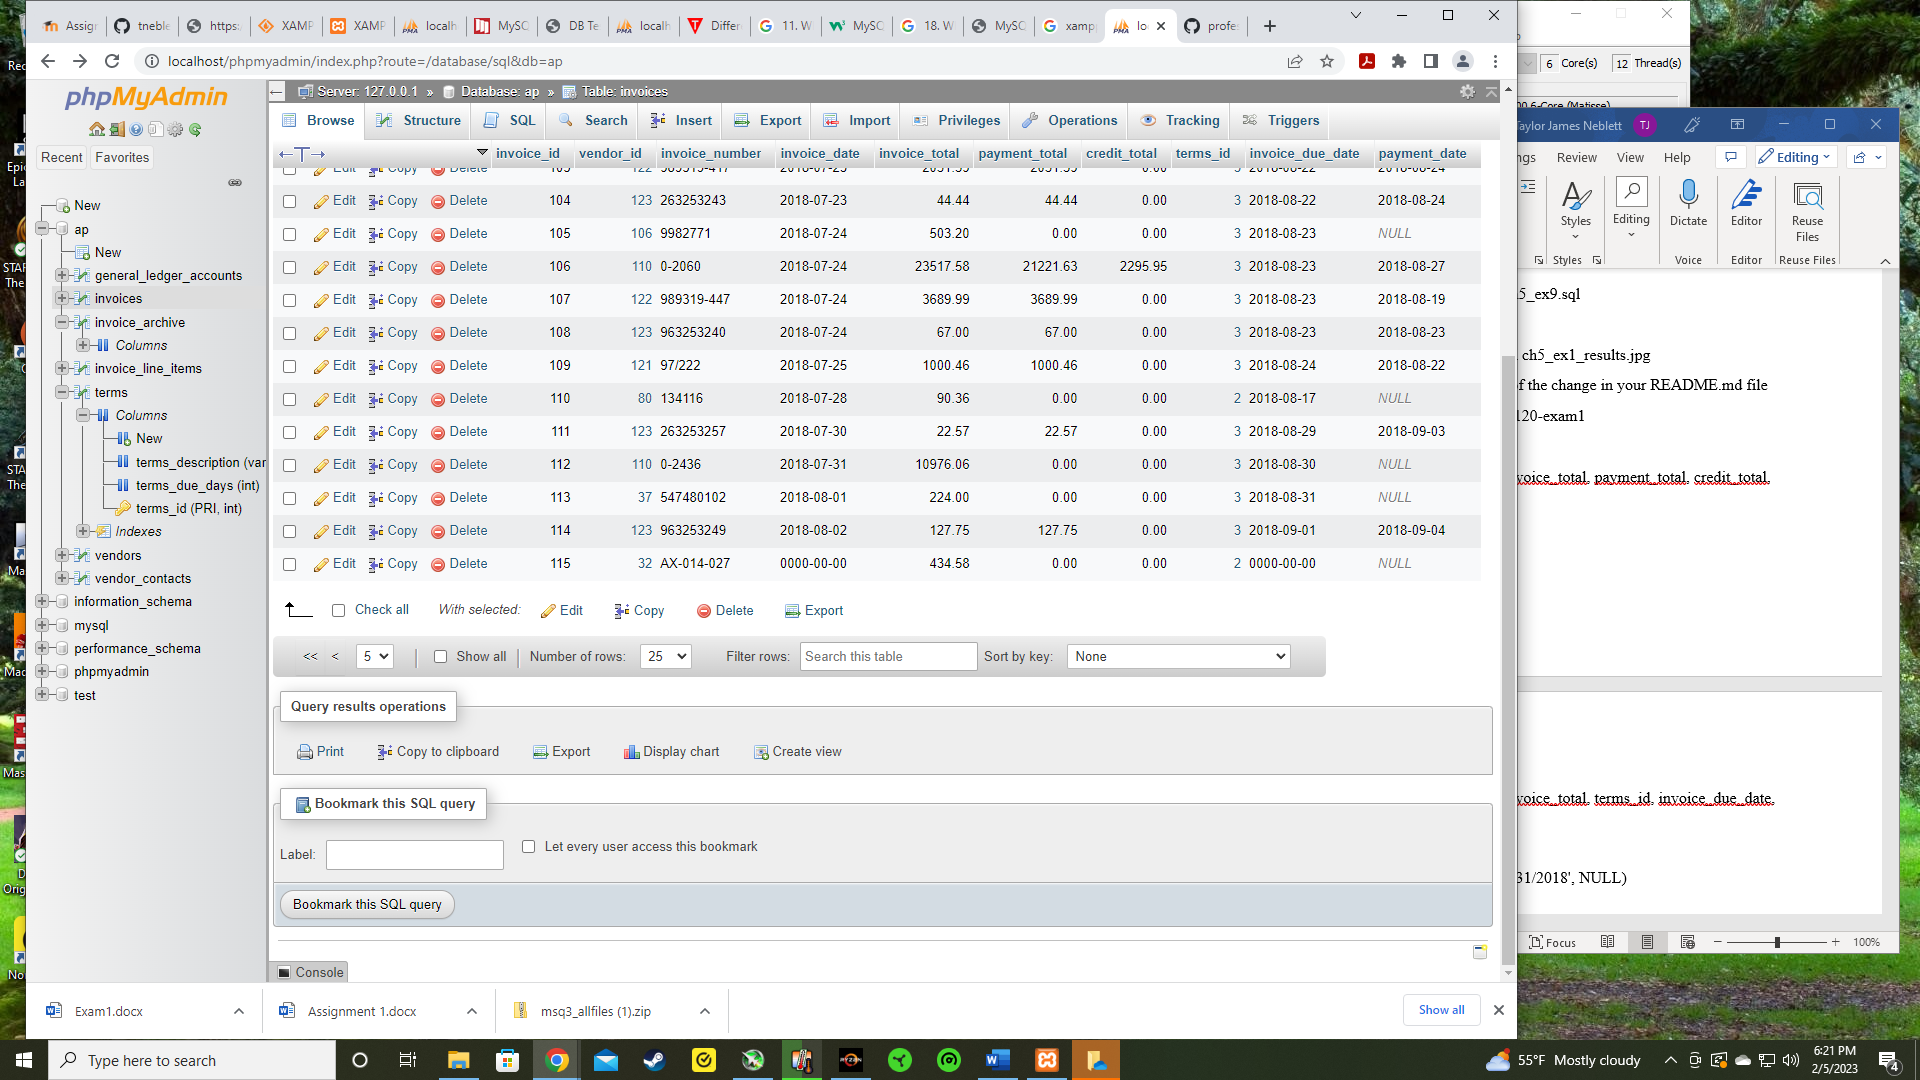 Assign
tneble
https:
XAMP
XAMP
localh
MySQ
DB Te
localh
Differ
11. W
MySQ
18. W
MySQ
xamp
lo
profes
localhost/phpmyadmin/index.php?route=/database/sql&db=ap
6 Core(s) 12 Thread(s)
Taylor James Neblett TJ
phpMyAdmin
Recent Favorites
New
ap
New
general_ledger_accounts
invoices
invoice_archive
Columns
invoice_line_items
terms
Columns
New
terms_description (var
terms_due_days (int)
terms_id (PRI, int)
Indexes
vendors
vendor_contacts
information_schema
mysql
performance_schema
phpmyadmin
test
Server: 127.0.0.1 » Database: ap » Table: invoices
Browse Structure SQL Search Insert Export Import Privileges Operations Tracking Triggers
invoice_id vendor_id invoice_number invoice_date invoice_total payment_total credit_total terms_id invoice_due_date payment_date
Edit Copy Delete 104 123 263253243 2018-07-23 44.44 44.44 0.00 3 2018-08-22 2018-08-24
Edit Copy Delete 105 106 9982771 2018-07-24 503.20 0.00 0.00 3 2018-08-23 NULL
Edit Copy Delete 106 110 0-2060 2018-07-24 23517.58 21221.63 2295.95 3 2018-08-23 2018-08-27
Edit Copy Delete 107 122 989319-447 2018-07-24 3689.99 3689.99 0.00 3 2018-08-23 2018-08-19
Edit Copy Delete 108 123 963253240 2018-07-24 67.00 67.00 0.00 3 2018-08-23 2018-08-23
Edit Copy Delete 109 121 97/222 2018-07-25 1000.46 1000.46 0.00 3 2018-08-24 2018-08-22
Edit Copy Delete 110 80 134116 2018-07-28 90.36 0.00 0.00 2 2018-08-17 NULL
Edit Copy Delete 111 123 263253257 2018-07-30 22.57 22.57 0.00 3 2018-08-29 2018-09-03
Edit Copy Delete 112 110 0-2436 2018-07-31 10976.06 0.00 0.00 3 2018-08-30 NULL
Edit Copy Delete 113 37 547480102 2018-08-01 224.00 0.00 0.00 3 2018-08-31 NULL
Edit Copy Delete 114 123 963253249 2018-08-02 127.75 127.75 0.00 3 2018-09-01 2018-09-04
Edit Copy Delete 115 32 AX-014-027 0000-00-00 434.58 0.00 0.00 2 0000-00-00 NULL
Check all With selected: Edit Copy Delete Export
<< < 5 Show all Number of rows: 25 Filter rows: Search this table Sort by key: None
Query results operations
Print Copy to clipboard Export Display chart Create view
Bookmark this SQL query
Label: Let every user access this bookmark
Bookmark this SQL query
Console
ngs Review View Help Editing
Styles Editing Dictate Editor Reuse Files
Styles Voice Editor Reuse Files
5_ex9.sql
ch5_ex1_results.jpg
of the change in your README.md file
120-exam1
voice_total, payment_total, credit_total,
voice_total, terms_id, invoice_due_date,
31/2018', NULL)
Focus 100%
Exam1.docx Assignment 1.docx msq3_allfiles (1).zip Show all
Type here to search
55°F Mostly cloudy
6:21 PM
2/5/2023
4